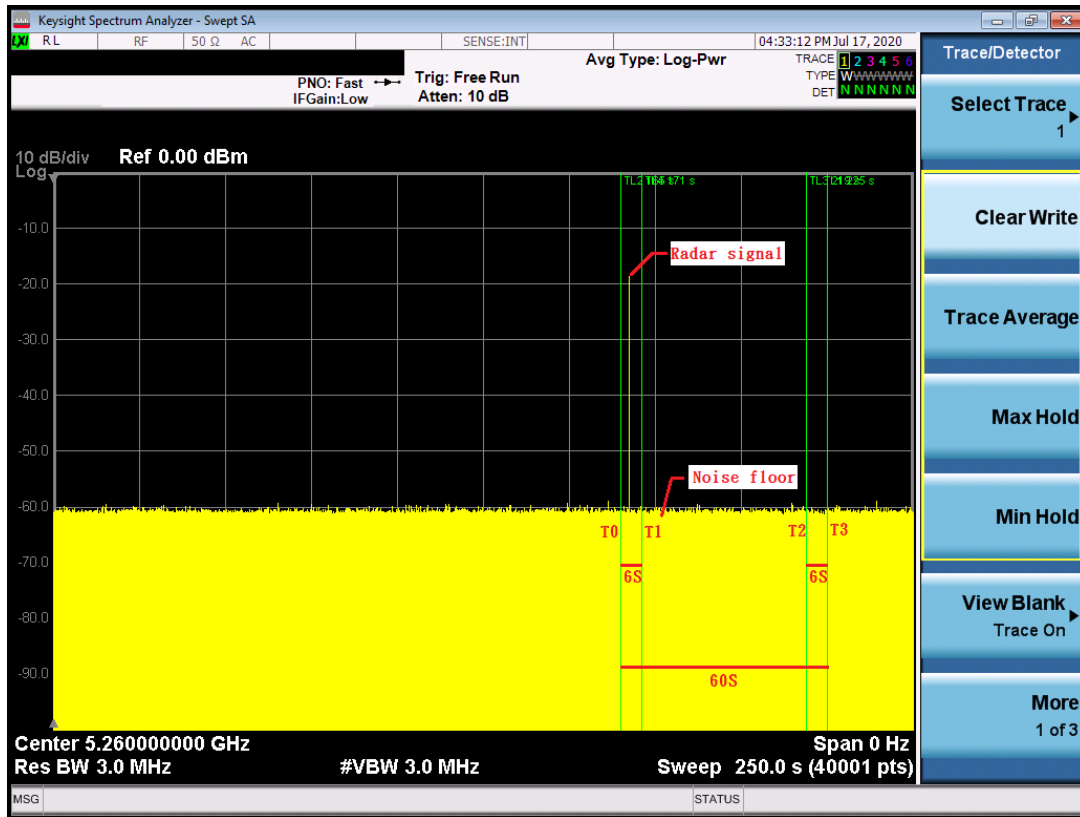 Keysight Spectrum Analyzer - Swept SA
LXI RL RF 50 Ω AC SENSE:INT 04:33:12 PM Jul 17, 2020
Avg Type: Log-Pwr
TRACE 1 2 3 4 5 6
TYPE WWWWWW
DET N N N N N N
PNO: Fast
IFGain:Low
Trig: Free Run
Atten: 10 dB
10 dB/div Ref 0.00 dBm
Log
-10.0
-20.0
-30.0
-40.0
-50.0
-60.0
-70.0
-80.0
-90.0
Radar signal
Noise floor
T0 T1 T2 T3
6S 6S
60S
Center 5.260000000 GHz Span 0 Hz
Res BW 3.0 MHz #VBW 3.0 MHz Sweep 250.0 s (40001 pts)
MSG STATUS
Trace/Detector
Select Trace
1
Clear Write
Trace Average
Max Hold
Min Hold
View Blank
Trace On
More
1 of 3